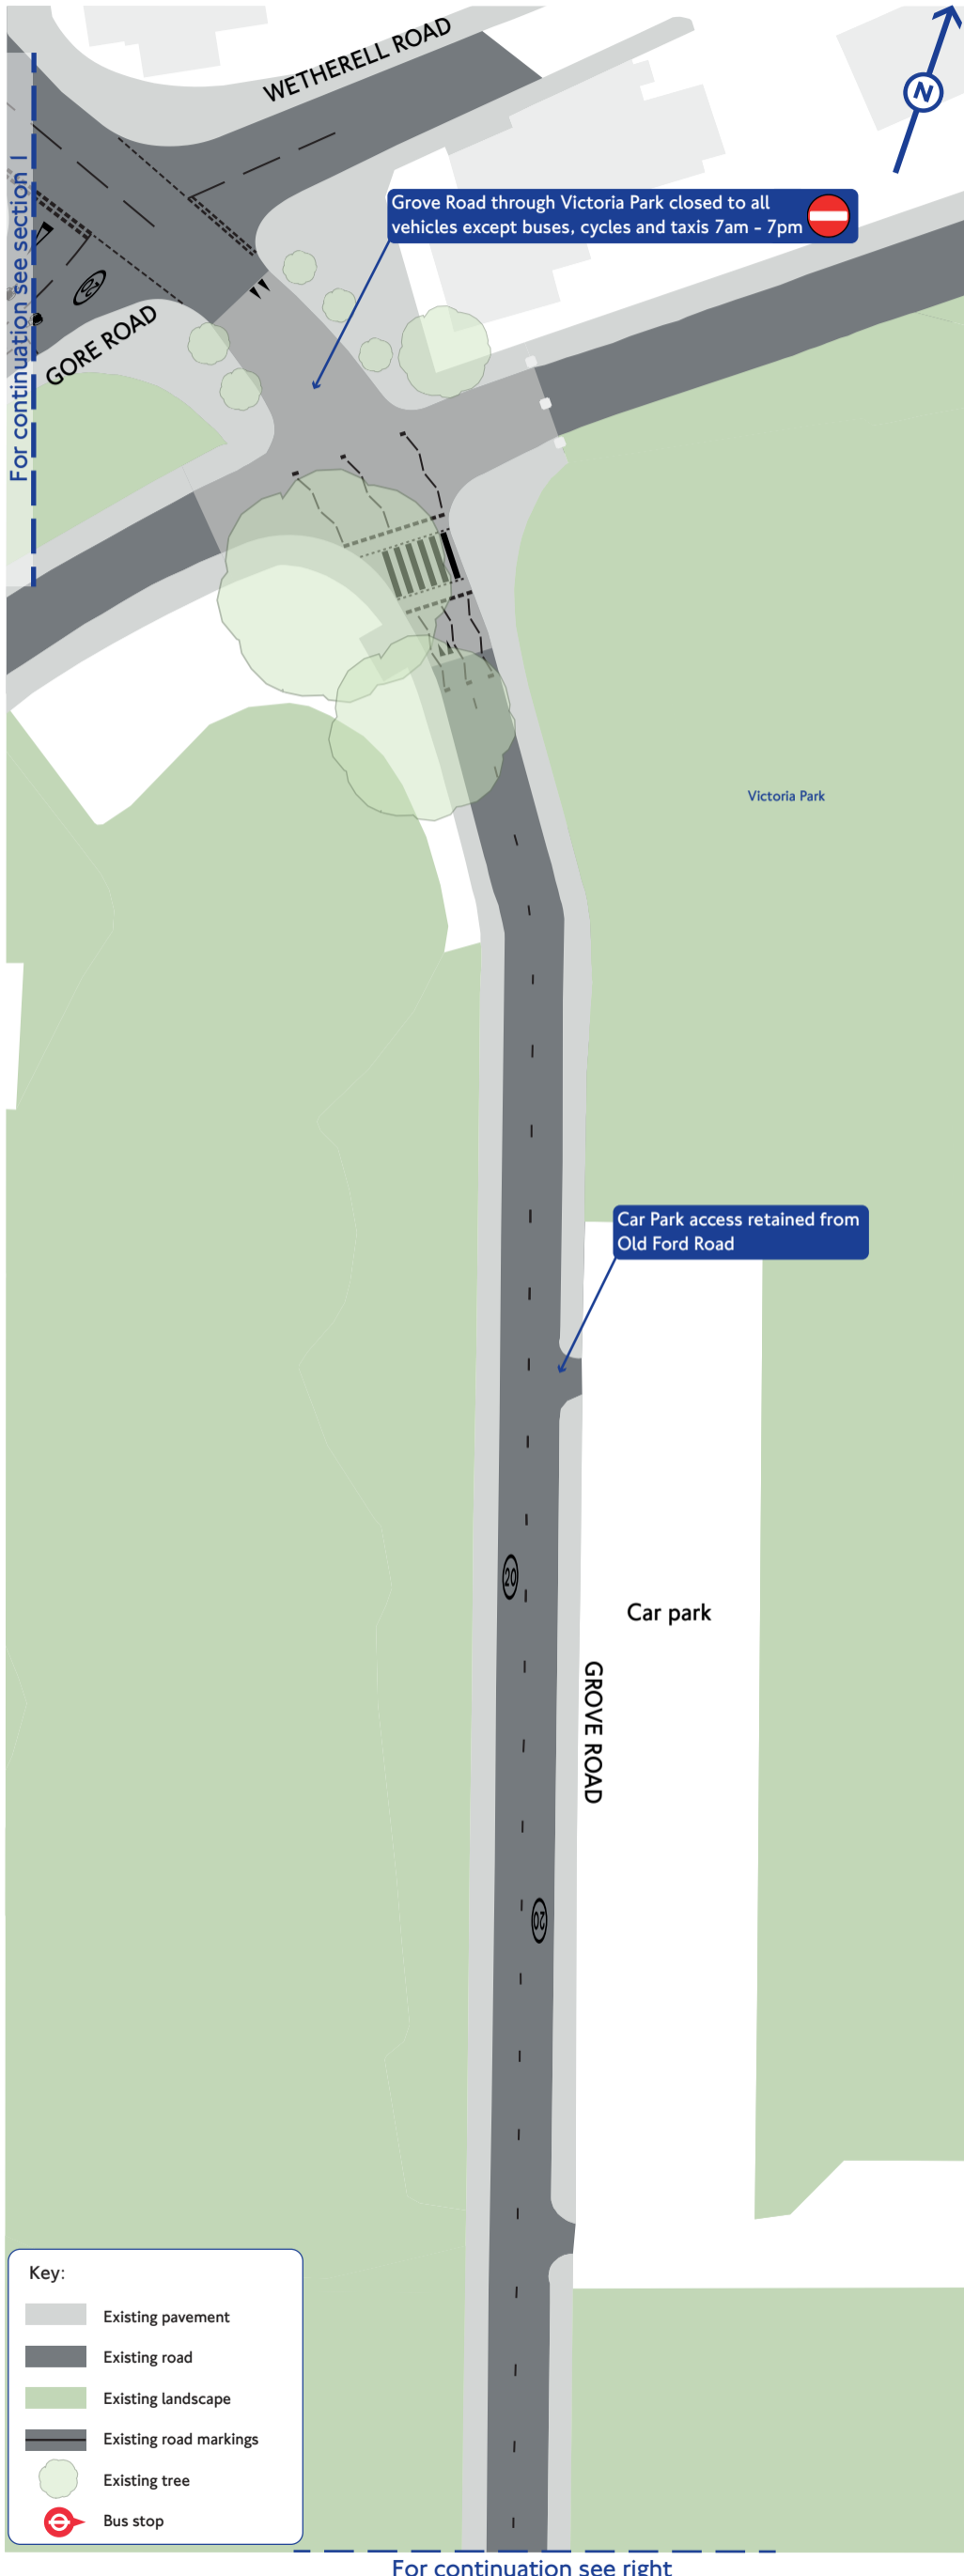 WETHERELL ROAD
N
For continuation see section 1
Grove Road through Victoria Park closed to all
vehicles except buses, cycles and taxis 7am - 7pm
20
GORE ROAD
Victoria Park
Car Park access retained from
Old Ford Road
20
Car park
GROVE ROAD
20
Key:
Existing pavement
Existing road
Existing landscape
Existing road markings
Existing tree
Bus stop
For continuation see right